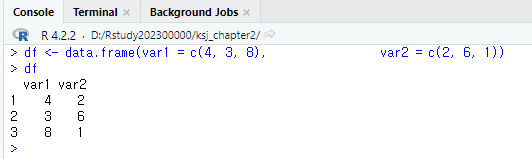 Console Terminal × Background Jobs ×
R 4.2.2 · D:/Rstudy202300000/ksj_chapter2/
> df <- data.frame(var1 = c(4, 3, 8),                 var2 = c(2, 6, 1))
> df
  var1 var2
1    4    2
2    3    6
3    8    1
>